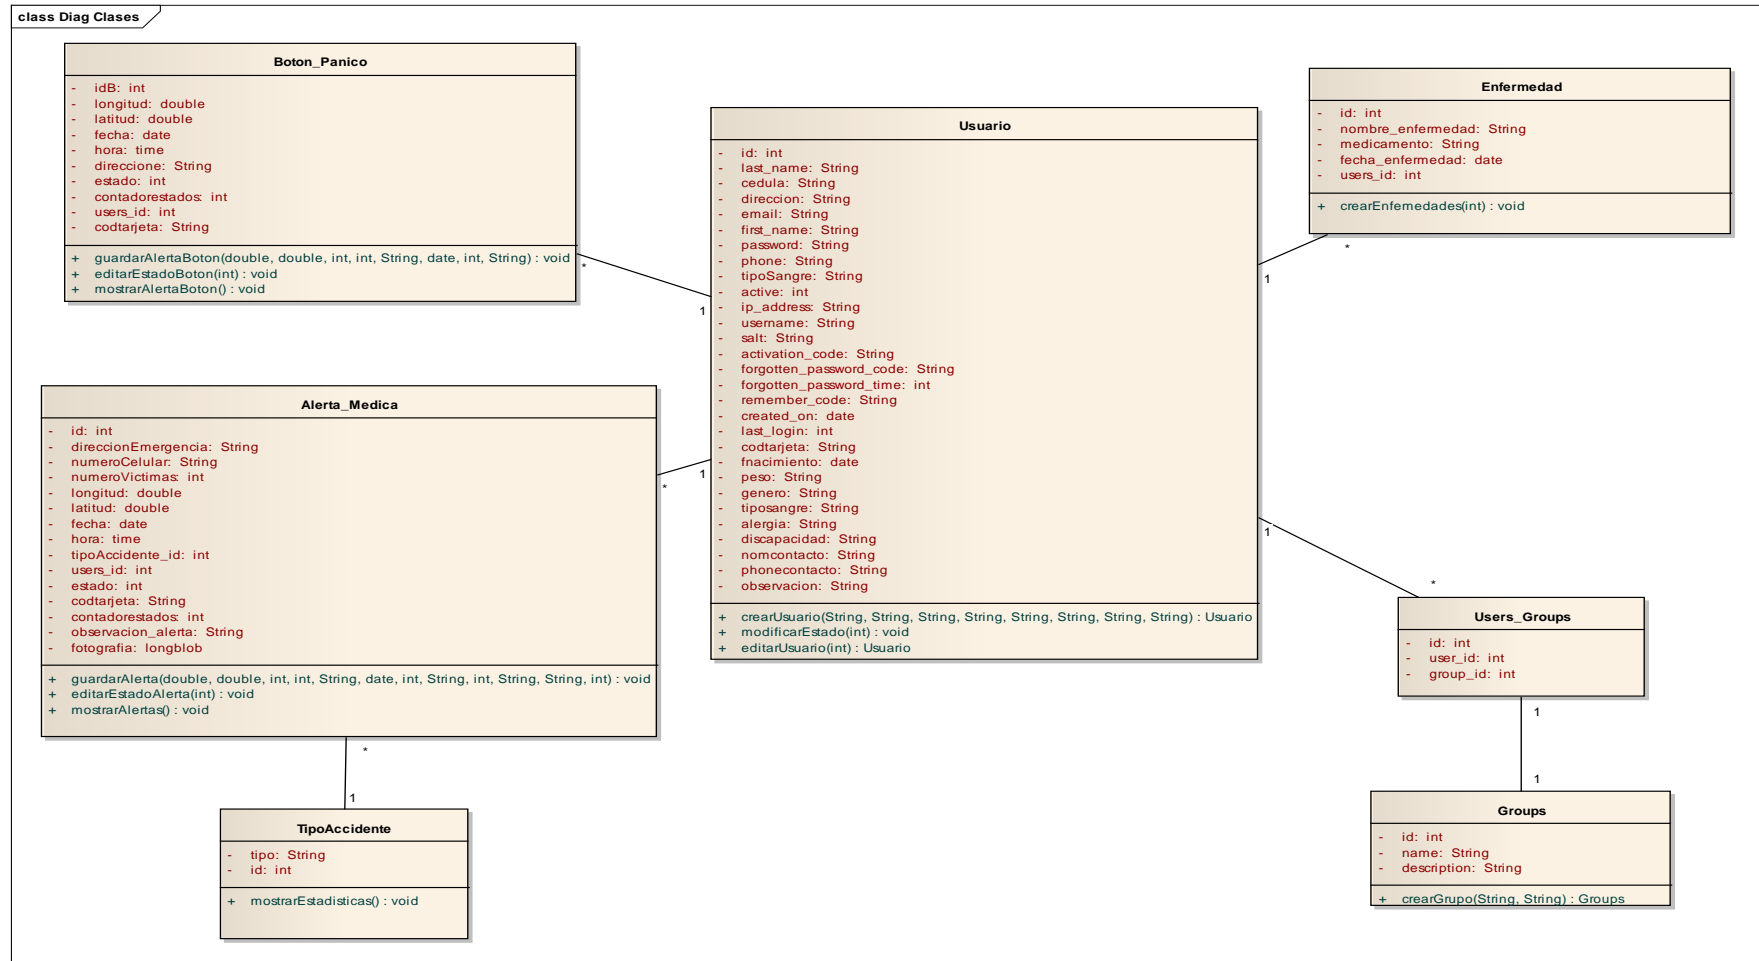 class Diag Clases
Boton_Panico
- idB: int
- longitud: double
- latitud: double
- fecha: date
- hora: time
- direccione: String
- estado: int
- contadorestados: int
- users_id: int
- codtarjeta: String
+ guardarAlertaBoton(double, double, int, int, String, date, int, String) : void
+ editarEstadoBoton(int) : void
+ mostrarAlertaBoton() : void
*
1
Usuario
- id: int
- last_name: String
- cedula: String
- direccion: String
- email: String
- first_name: String
- password: String
- phone: String
- tipoSangre: String
- active: int
- ip_address: String
- username: String
- salt: String
- activation_code: String
- forgotten_password_code: String
- forgotten_password_time: int
- remember_code: String
- created_on: date
- last_login: int
- codtarjeta: String
- fnacimiento: date
- peso: String
- genero: String
- tiposangre: String
- alergia: String
- discapacidad: String
- nomcontacto: String
- phonecontacto: String
- observacion: String
+ crearUsuario(String, String, String, String, String, String, String, String) : Usuario
+ modificarEstado(int) : void
+ editarUsuario(int) : Usuario
Enfermedad
- id: int
- nombre_enfermedad: String
- medicamento: String
- fecha_enfermedad: date
- users_id: int
+ crearEnfemedades(int) : void
*
1
Alerta_Medica
- id: int
- direccionEmergencia: String
- numeroCelular: String
- numeroVictimas: int
- longitud: double
- latitud: double
- fecha: date
- hora: time
- tipoAccidente_id: int
- users_id: int
- estado: int
- codtarjeta: String
- contadorestados: int
- observacion_alerta: String
- fotografia: longblob
+ guardarAlerta(double, double, int, int, String, date, int, String, int, String, String, int) : void
+ editarEstadoAlerta(int) : void
+ mostrarAlertas() : void
1
*
1
*
Users_Groups
- id: int
- user_id: int
- group_id: int
1
1
*
1
TipoAccidente
- tipo: String
- id: int
+ mostrarEstadisticas() : void
Groups
- id: int
- name: String
- description: String
+ crearGrupo(String, String) : Groups